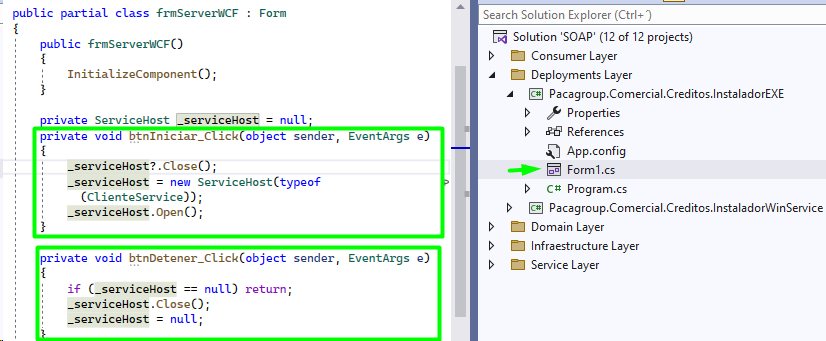 public partial class frmServerWCF : Form
{
public frmServerWCF()
{
InitializeComponent();
}
private ServiceHost _serviceHost = null;
private void btnIniciar_Click(object sender, EventArgs e)
{
_serviceHost?.Close();
_serviceHost = new ServiceHost(typeof
(ClienteService));
_serviceHost.Open();
}
private void btnDetener_Click(object sender, EventArgs e)
{
if (_serviceHost == null) return;
_serviceHost.Close();
_serviceHost = null;
}
Search Solution Explorer (Ctrl+´)
Solution 'SOAP' (12 of 12 projects)
Consumer Layer
Deployments Layer
C# Pacagroup.Comercial.Creditos.InstaladorEXE
Properties
References
App.config
Form1.cs
C# Program.cs
C# Pacagroup.Comercial.Creditos.InstaladorWinService
Domain Layer
Infrastructure Layer
Service Layer